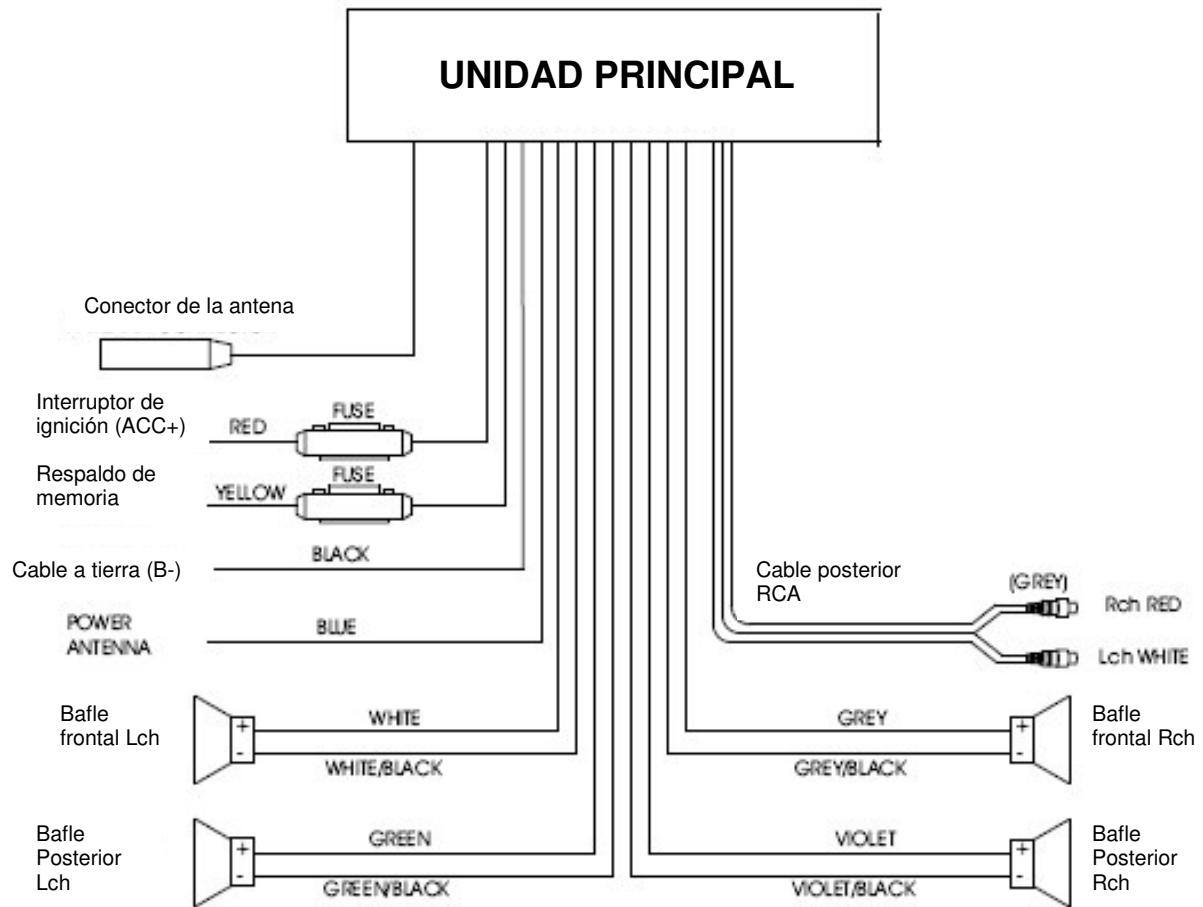 UNIDAD PRINCIPAL
Conector de la antena
Interruptor de
ignición (ACC+)
RED
FUSE
Respaldo de
memoria
YELLOW
FUSE
Cable a tierra (B-)
BLACK
POWER
ANTENNA
BLUE
Cable posterior
RCA
(GREY)
Rch RED
Lch WHITE
Bafle
frontal Lch
+
-
WHITE
WHITE/BLACK
GREY
GREY/BLACK
+
-
Bafle
frontal Rch
Bafle
Posterior
Lch
+
-
GREEN
GREEN/BLACK
VIOLET
VIOLET/BLACK
+
-
Bafle
Posterior
Rch